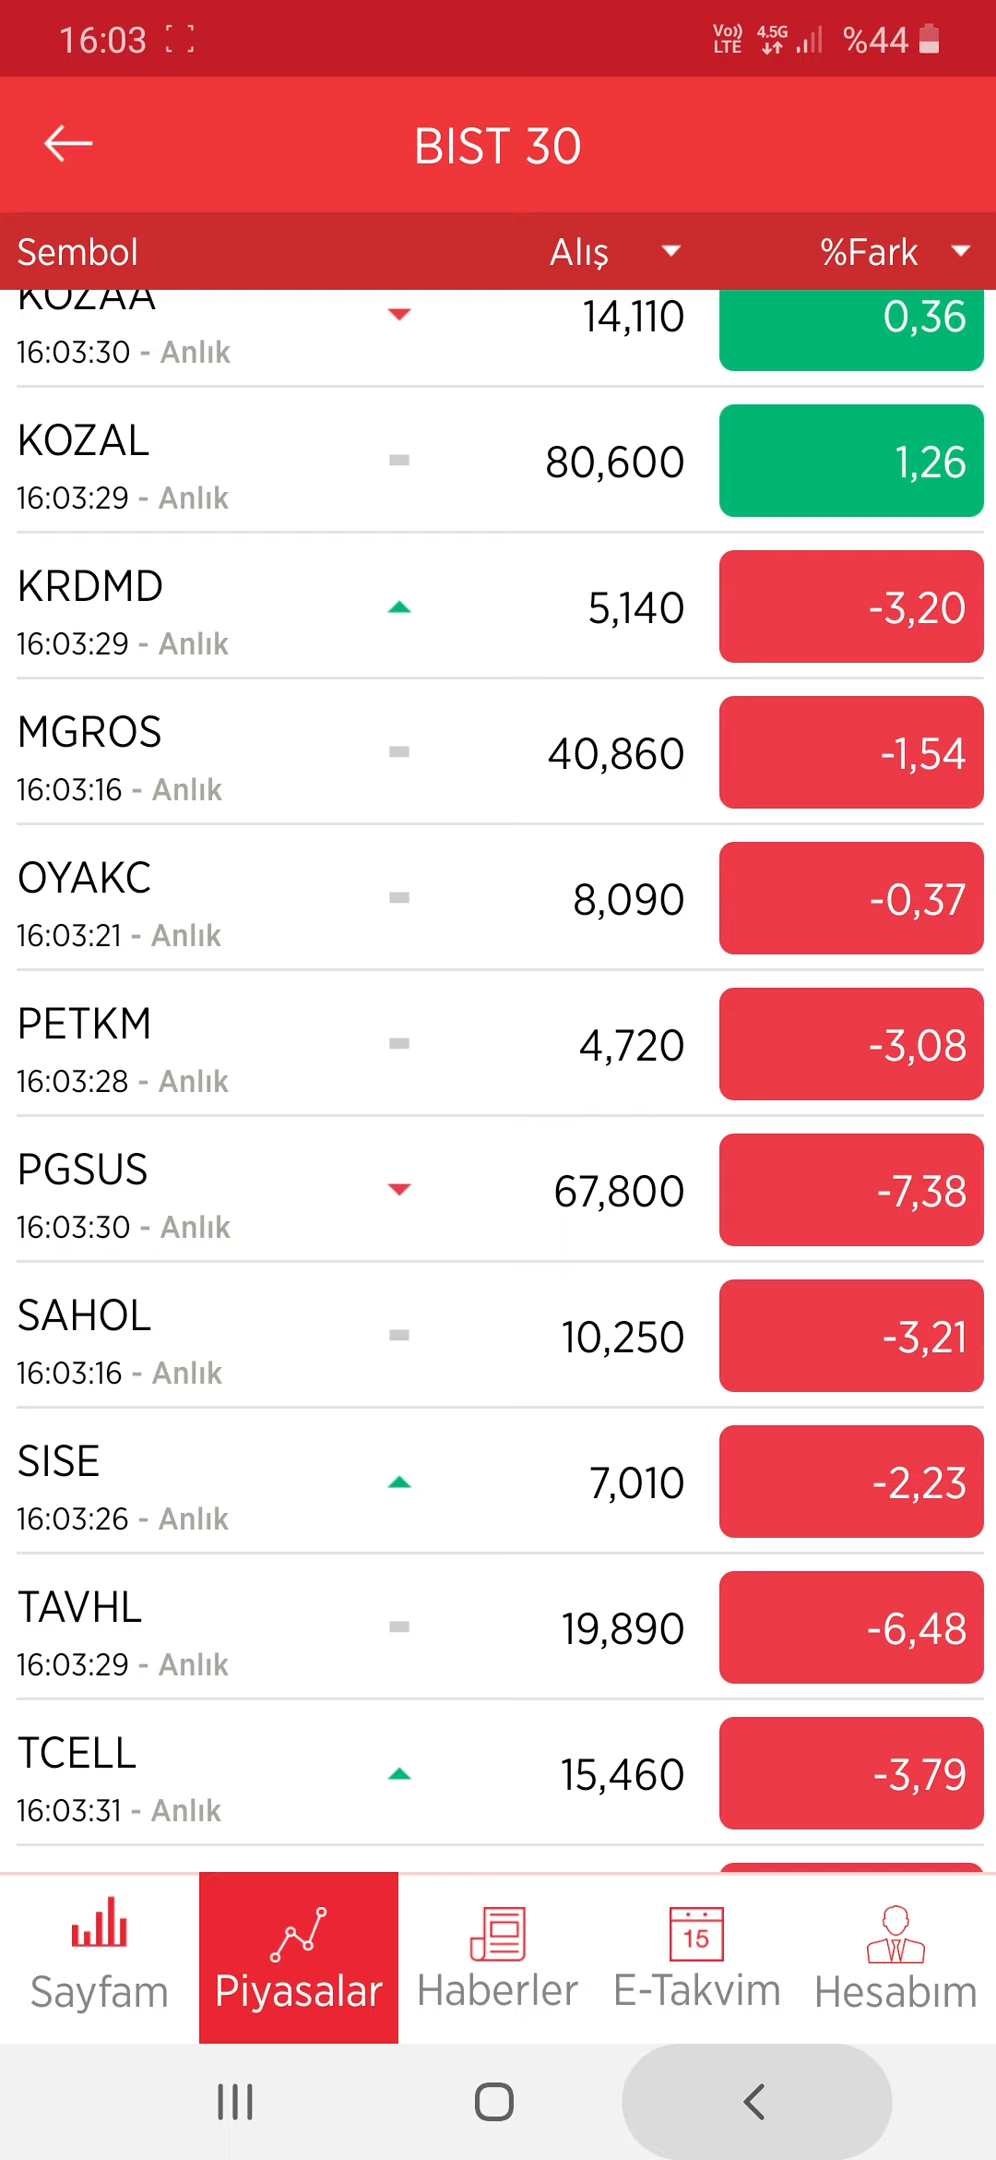 16:03 Vo)) LTE 4.5G %44
BIST 30
Sembol Alış %Fark
KOZAA 14,110 0,36
16:03:30 - Anlık
KOZAL 80,600 1,26
16:03:29 - Anlık
KRDMD 5,140 -3,20
16:03:29 - Anlık
MGROS 40,860 -1,54
16:03:16 - Anlık
OYAKC 8,090 -0,37
16:03:21 - Anlık
PETKM 4,720 -3,08
16:03:28 - Anlık
PGSUS 67,800 -7,38
16:03:30 - Anlık
SAHOL 10,250 -3,21
16:03:16 - Anlık
SISE 7,010 -2,23
16:03:26 - Anlık
TAVHL 19,890 -6,48
16:03:29 - Anlık
TCELL 15,460 -3,79
16:03:31 - Anlık
15
Sayfam Piyasalar Haberler E-Takvim Hesabım